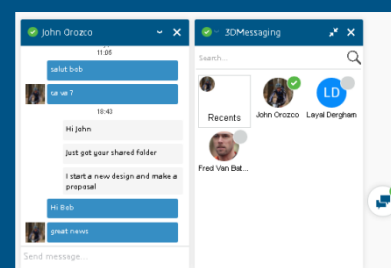 John Orozco
11:06
salut bob
ça va ?
18:43
Hi John
Just got your shared folder
I start a new design and make a
proposal
Hi Bob
great news
Send message...
3DMessaging
Search...
Recents
John Orozco
LD
Layal Dergham
Fred Van Bat...